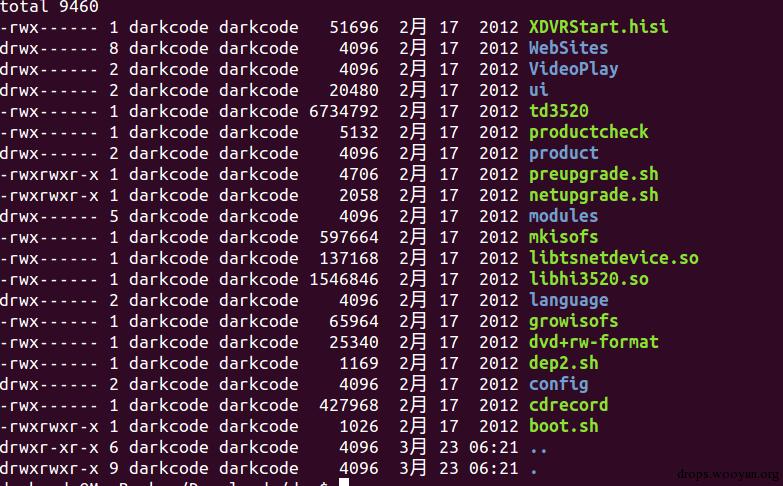 total 9460
-rwx------ 1 darkcode darkcode 51696 2月 17 2012 XDVRStart.hisi
drwx------ 8 darkcode darkcode 4096 2月 17 2012 WebSites
drwx------ 2 darkcode darkcode 4096 2月 17 2012 VideoPlay
drwx------ 2 darkcode darkcode 20480 2月 17 2012 ui
-rwx------ 1 darkcode darkcode 6734792 2月 17 2012 td3520
-rwx------ 1 darkcode darkcode 5132 2月 17 2012 productcheck
drwx------ 2 darkcode darkcode 4096 2月 17 2012 product
-rwxrwxr-x 1 darkcode darkcode 4706 2月 17 2012 preupgrade.sh
-rwxrwxr-x 1 darkcode darkcode 2058 2月 17 2012 netupgrade.sh
drwx------ 5 darkcode darkcode 4096 2月 17 2012 modules
-rwx------ 1 darkcode darkcode 597664 2月 17 2012 mkisofs
-rwx------ 1 darkcode darkcode 137168 2月 17 2012 libtsnetdevice.so
-rwx------ 1 darkcode darkcode 1546846 2月 17 2012 libhi3520.so
drwx------ 2 darkcode darkcode 4096 2月 17 2012 language
-rwx------ 1 darkcode darkcode 65964 2月 17 2012 growisofs
-rwx------ 1 darkcode darkcode 25340 2月 17 2012 dvd+rw-format
-rwx------ 1 darkcode darkcode 1169 2月 17 2012 dep2.sh
drwx------ 2 darkcode darkcode 4096 2月 17 2012 config
-rwx------ 1 darkcode darkcode 427968 2月 17 2012 cdrecord
-rwxrwxr-x 1 darkcode darkcode 1026 2月 17 2012 boot.sh
drwxr-xr-x 6 darkcode darkcode 4096 3月 23 06:21 ..
drwxrwxr-x 9 darkcode darkcode 4096 3月 23 06:21 .
drops.wooyun.org